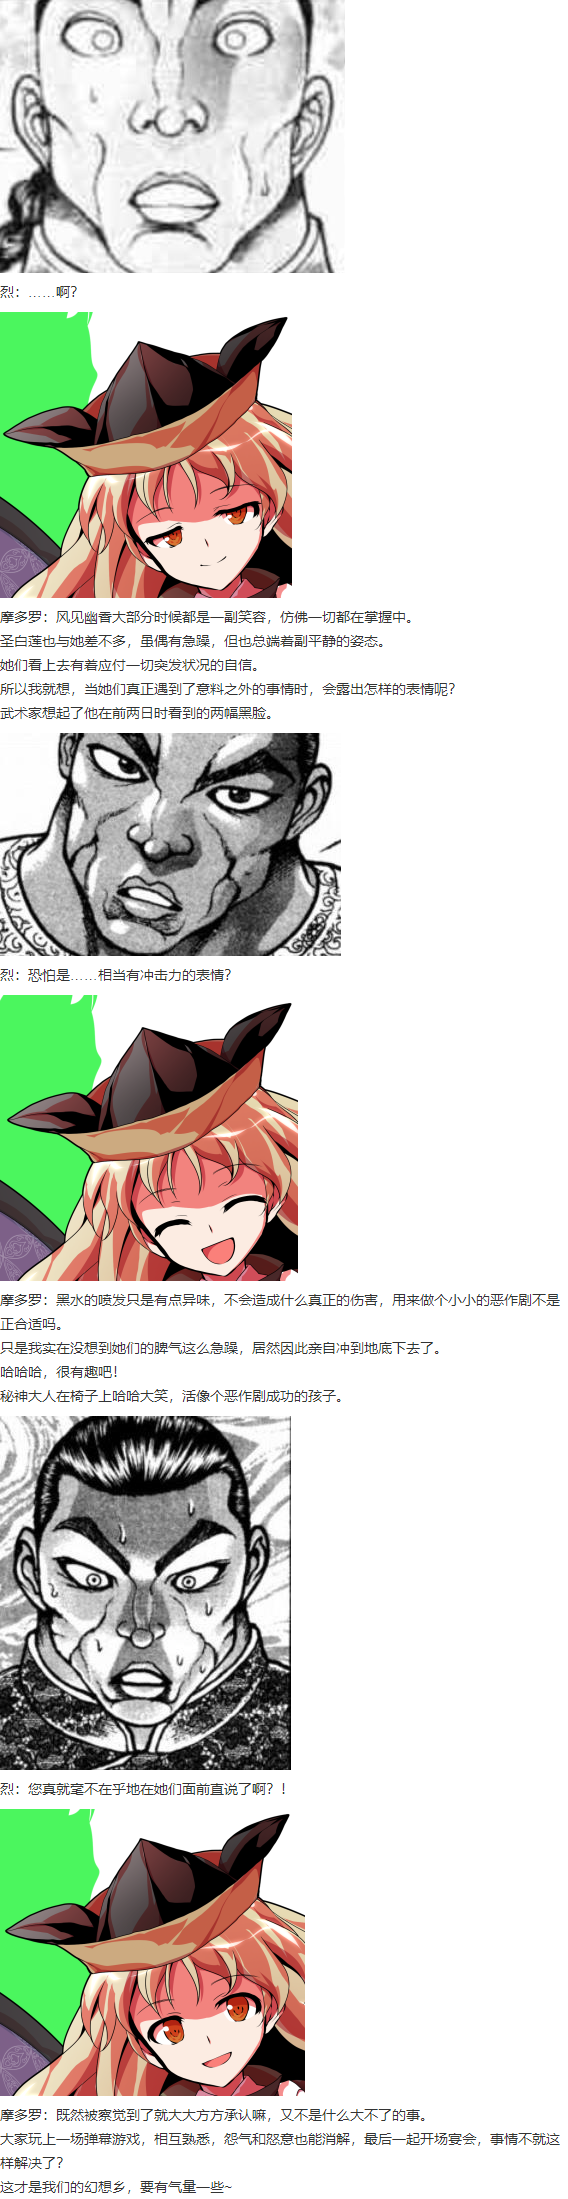 烈：……啊？
摩多罗：风见幽香大部分时候都是一副笑容，仿佛一切都在掌握中。
圣白莲也与她差不多，虽偶有急躁，但也总端着副平静的姿态。
她们看上去有着应付一切突发状况的自信。
所以我就想，当她们真正遇到了意料之外的事情时，会露出怎样的表情呢？
武术家想起了他在前两日时看到的两幅黑脸。
烈：恐怕是……相当有冲击力的表情？
摩多罗：黑水的喷发只是有点异味，不会造成什么真正的伤害，用来做个小小的恶作剧不是
正合适吗。
只是我实在没想到她们的脾气这么急躁，居然因此亲自冲到地底下去了。
哈哈哈，很有趣吧！
秘神大人在椅子上哈哈大笑，活像个恶作剧成功的孩子。
烈：您真就毫不在乎地在她们面前直说了啊？！
摩多罗：既然被察觉到了就大大方方承认嘛，又不是什么大不了的事。
大家玩上一场弹幕游戏，相互熟悉，怨气和怒意也能消解，最后一起开场宴会，事情不就这
样解决了？
这才是我们的幻想乡，要有气量一些~